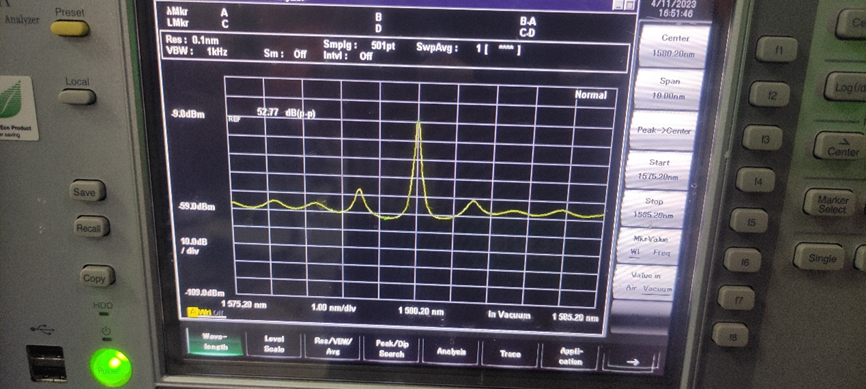 Analyzer
Preset
Local
Eco Product
Save
Recall
Copy
HDD
λMkr A B B-A
LMkr C D C-D
Res: 0.1nm Smplg: 501pt SwpAvg: 1 [ **** ]
VBW: 1kHz Sm: Off Intvl: Off
Normal
-9.0dBm
REF
52.77 dB(p-p)
-59.0dBm
10.0dB
/ div
-109.0dBm
1 575.20 nm 1.00 nm/div 1 580.20 nm In Vacuum 1 585.20 nm
Wave-
length
Level
Scale
Res/VBW/
Avg
Peak/Dip
Search
Analysis
Trace
Appli-
cation
4/11/2023
16:51:46
Center
1580.20nm
Span
10.00nm
Peak->Center
Start
1575.20nm
Stop
1585.20nm
Mkr Value
Wl Freq
Value in
Air Vacuum
f1
f2
f3
f4
f5
f6
f7
f8
Center
Marker
Select
Single